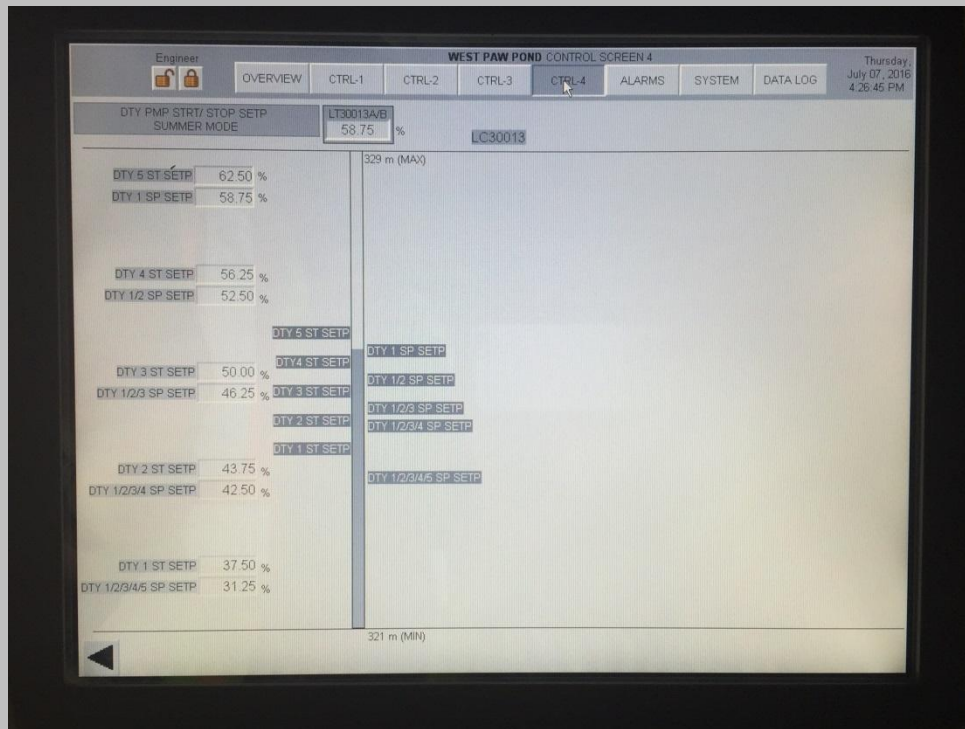 Engineer
WEST PAW POND CONTROL SCREEN 4
Thursday,
July 07, 2016
4:26:45 PM
OVERVIEW CTRL-1 CTRL-2 CTRL-3 CTRL-4 ALARMS SYSTEM DATA LOG
DTY PMP STRT/ STOP SETP
SUMMER MODE
LT30013A/B
58.75 %
LC30013
329 m (MAX)
DTY 5 ST SETP 62.50 %
DTY 1 SP SETP 58.75 %
DTY 4 ST SETP 56.25 %
DTY 1/2 SP SETP 52.50 %
DTY 3 ST SETP 50.00 %
DTY 1/2/3 SP SETP 46.25 %
DTY 2 ST SETP 43.75 %
DTY 1/2/3/4 SP SETP 42.50 %
DTY 1 ST SETP 37.50 %
DTY 1/2/3/4/5 SP SETP 31.25 %
DTY 5 ST SETP
DTY4 ST SETP
DTY 3 ST SETP
DTY 2 ST SETP
DTY 1 ST SETP
DTY 1 SP SETP
DTY 1/2 SP SETP
DTY 1/2/3 SP SETP
DTY 1/2/3/4 SP SETP
DTY 1/2/3/4/5 SP SETP
321 m (MIN)